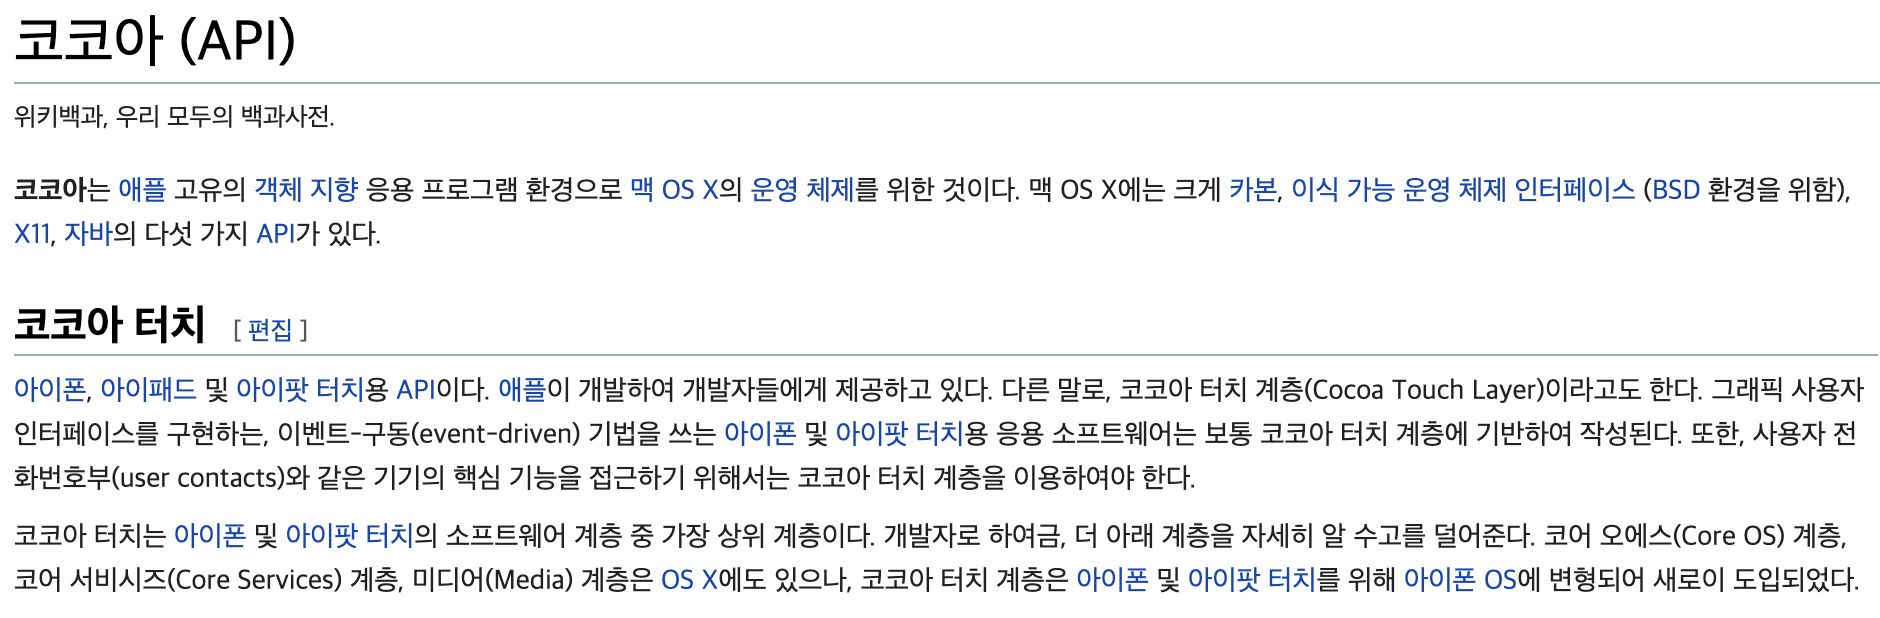 코코아 (API)
위키백과, 우리 모두의 백과사전.
코코아는 애플 고유의 객체 지향 응용 프로그램 환경으로 맥 OS X의 운영 체제를 위한 것이다. 맥 OS X에는 크게 카본, 이식 가능 운영 체제 인터페이스 (BSD 환경을 위함),
X11, 자바의 다섯 가지 API가 있다.
코코아 터치 [ 편집 ]
아이폰, 아이패드 및 아이팟 터치용 API이다. 애플이 개발하여 개발자들에게 제공하고 있다. 다른 말로, 코코아 터치 계층(Cocoa Touch Layer)이라고도 한다. 그래픽 사용자
인터페이스를 구현하는, 이벤트-구동(event-driven) 기법을 쓰는 아이폰 및 아이팟 터치용 응용 소프트웨어는 보통 코코아 터치 계층에 기반하여 작성된다. 또한, 사용자 전
화번호부(user contacts)와 같은 기기의 핵심 기능을 접근하기 위해서는 코코아 터치 계층을 이용하여야 한다.
코코아 터치는 아이폰 및 아이팟 터치의 소프트웨어 계층 중 가장 상위 계층이다. 개발자로 하여금, 더 아래 계층을 자세히 알 수고를 덜어준다. 코어 오에스(Core OS) 계층,
코어 서비시즈(Core Services) 계층, 미디어(Media) 계층은 OS X에도 있으나, 코코아 터치 계층은 아이폰 및 아이팟 터치를 위해 아이폰 OS에 변형되어 새로이 도입되었다.